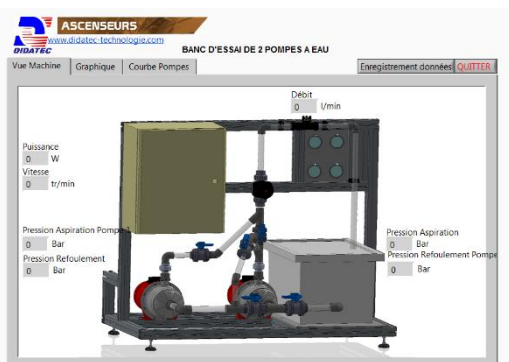 ASCENSEURS
www.didatec-technologie.com
DIDATEC
BANC D'ESSAI DE 2 POMPES A EAU
Vue Machine Graphique Courbe Pompes Enregistrement données QUITTER
Débit
0 l/min
Puissance
0 W
Vitesse
0 tr/min
Pression Aspiration Pompe 1
0 Bar
Pression Refoulement
0 Bar
Pression Aspiration
0 Bar
Pression Refoulement Pompe
0 Bar